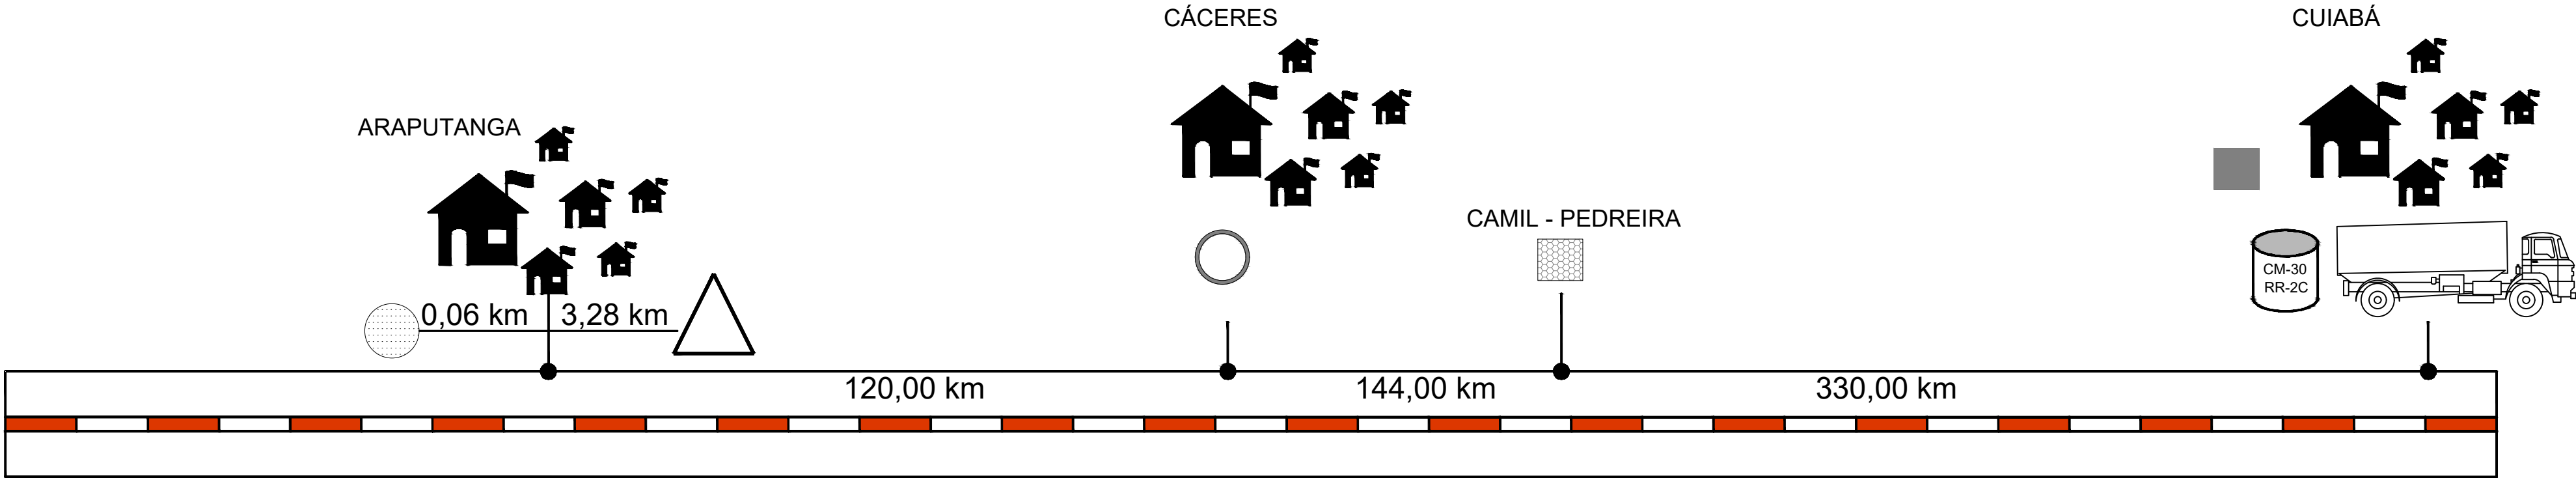 CÁCERES
CUIABÁ
ARAPUTANGA
CAMIL - PEDREIRA
CM-30
RR-2C
0,06 km
3,28 km
120,00 km
144,00 km
330,00 km